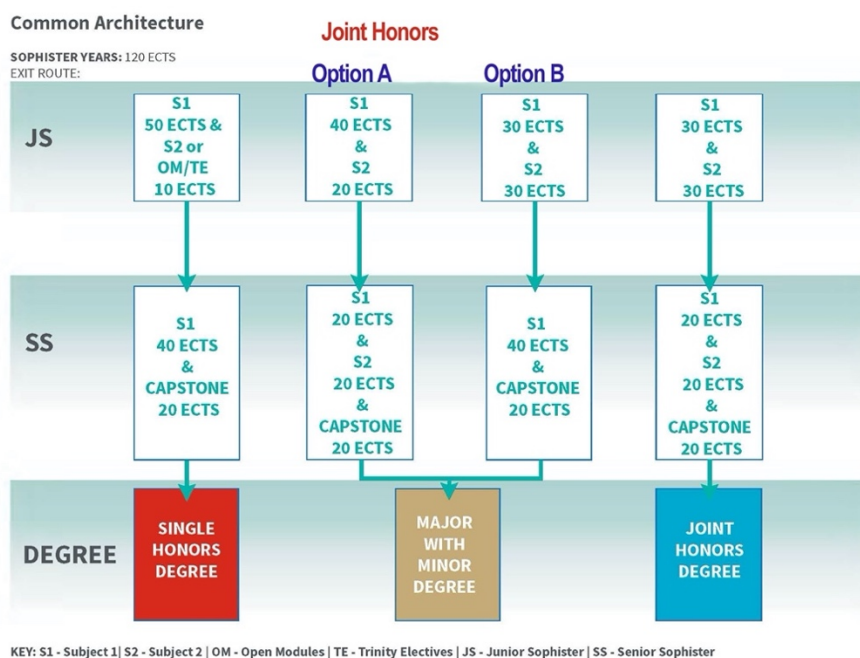 Common Architecture
Joint Honors
SOPHISTER YEARS: 120 ECTS
EXIT ROUTE:
Option A
Option B
JS
S1
50 ECTS &
S2 or
OM/TE
10 ECTS
S1
40 ECTS
&
S2
20 ECTS
S1
30 ECTS
&
S2
30 ECTS
S1
30 ECTS
&
S2
30 ECTS
SS
S1
40 ECTS
&
CAPSTONE
20 ECTS
S1
20 ECTS
&
S2
20 ECTS
&
CAPSTONE
20 ECTS
S1
40 ECTS
&
CAPSTONE
20 ECTS
S1
20 ECTS
&
S2
20 ECTS
&
CAPSTONE
20 ECTS
DEGREE
SINGLE
HONORS
DEGREE
MAJOR
WITH
MINOR
DEGREE
JOINT
HONORS
DEGREE
KEY: S1 - Subject 1| S2 - Subject 2 | OM - Open Modules | TE - Trinity Electives | JS - Junior Sophister | SS - Senior Sophister